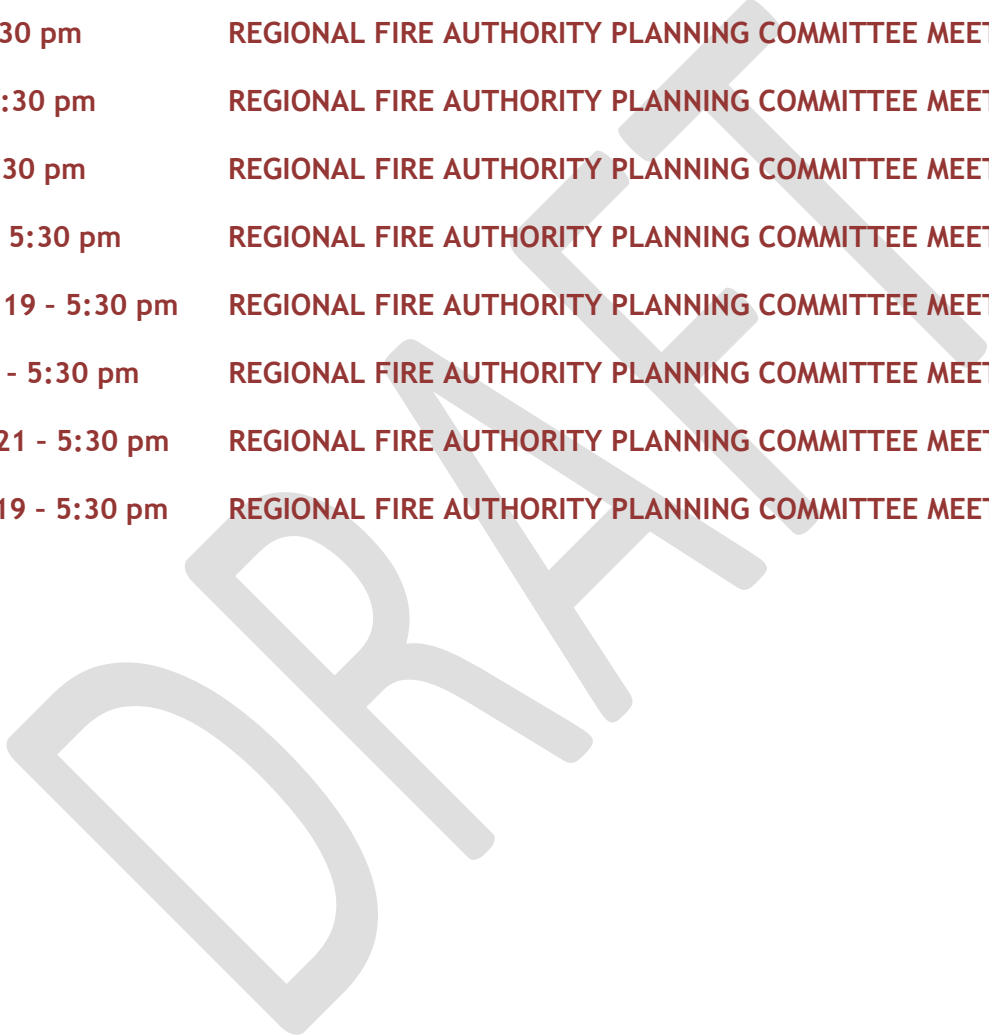 30 pm REGIONAL FIRE AUTHORITY PLANNING COMMITTEE MEET
:30 pm REGIONAL FIRE AUTHORITY PLANNING COMMITTEE MEET
30 pm REGIONAL FIRE AUTHORITY PLANNING COMMITTEE MEET
5:30 pm REGIONAL FIRE AUTHORITY PLANNING COMMITTEE MEET
19 – 5:30 pm REGIONAL FIRE AUTHORITY PLANNING COMMITTEE MEET
– 5:30 pm REGIONAL FIRE AUTHORITY PLANNING COMMITTEE MEET
21 – 5:30 pm REGIONAL FIRE AUTHORITY PLANNING COMMITTEE MEET
19 – 5:30 pm REGIONAL FIRE AUTHORITY PLANNING COMMITTEE MEET
DRAFT